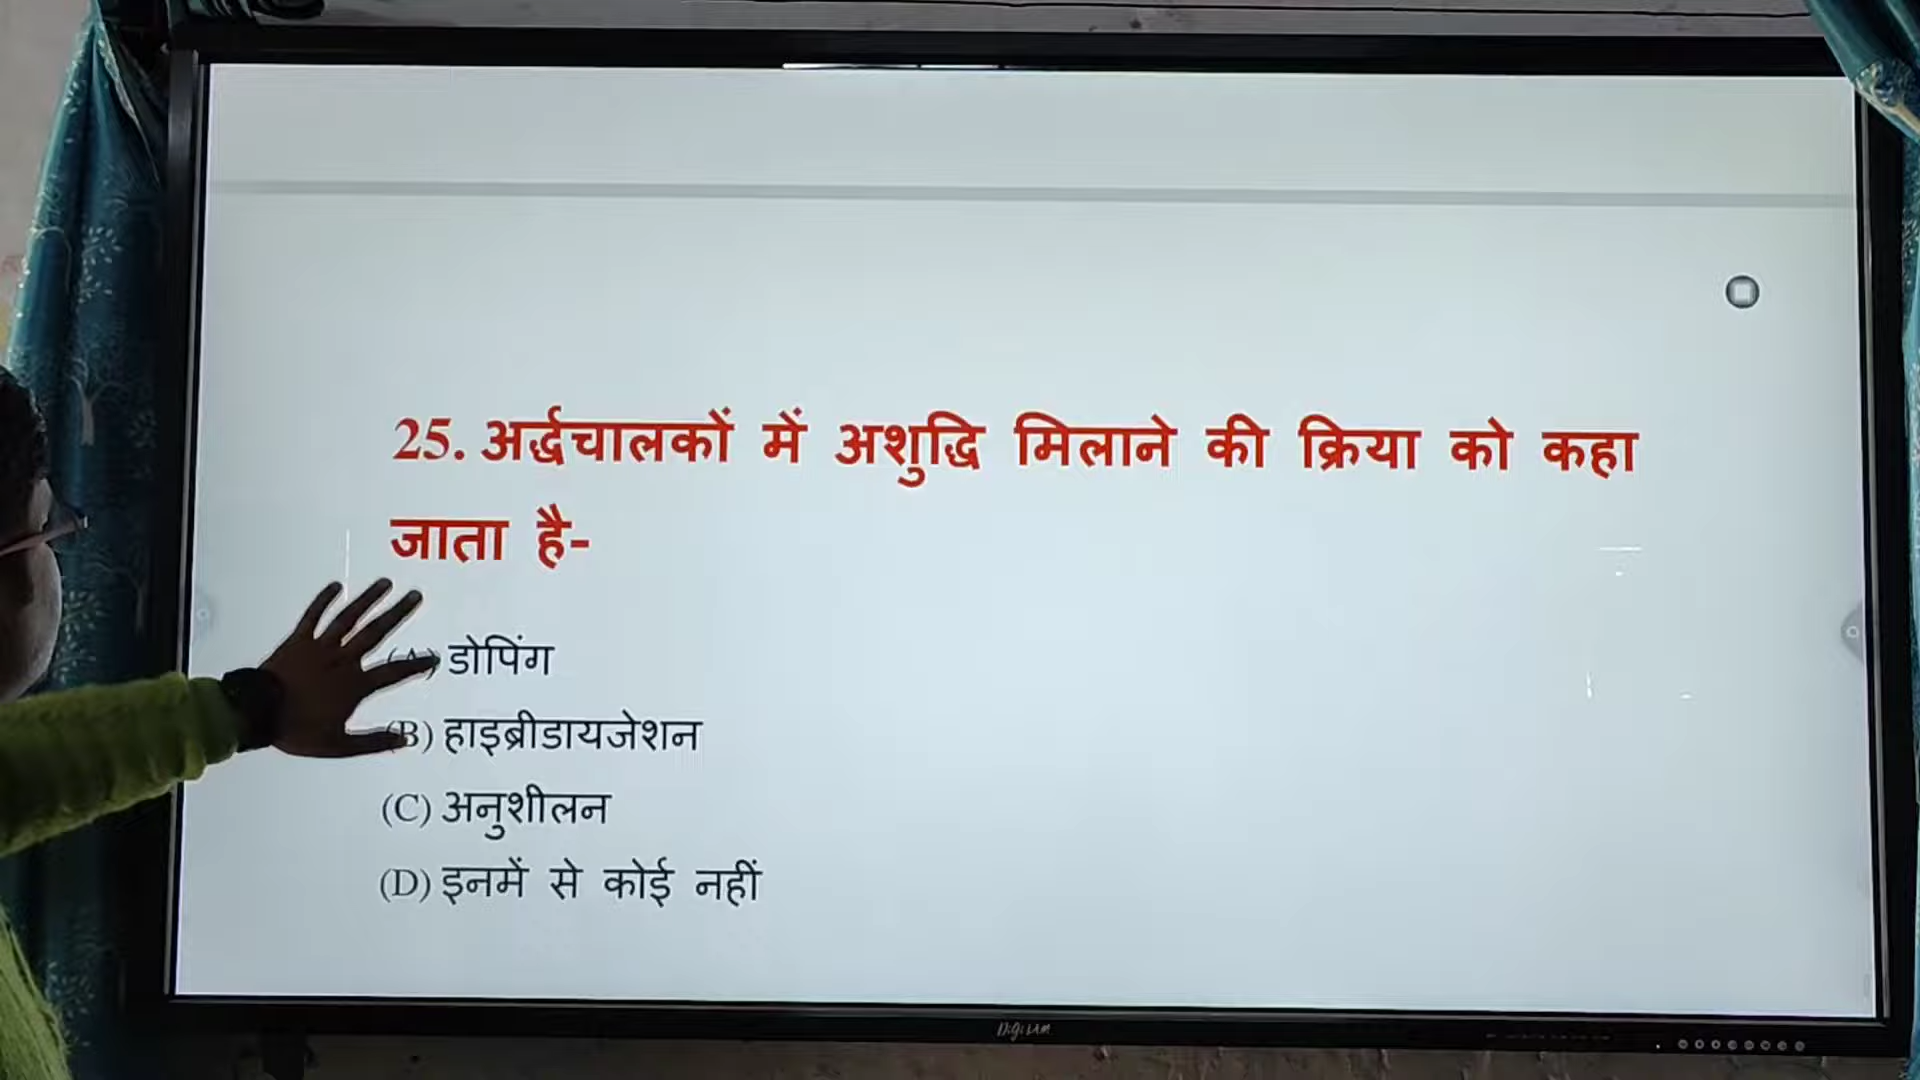 25. अर्द्धचालकों में अशुद्धि मिलाने की क्रिया को कहा
जाता है-
(A) डोपिंग
(B) हाइब्रीडायजेशन
(C) अनुशीलन
(D) इनमें से कोई नहीं